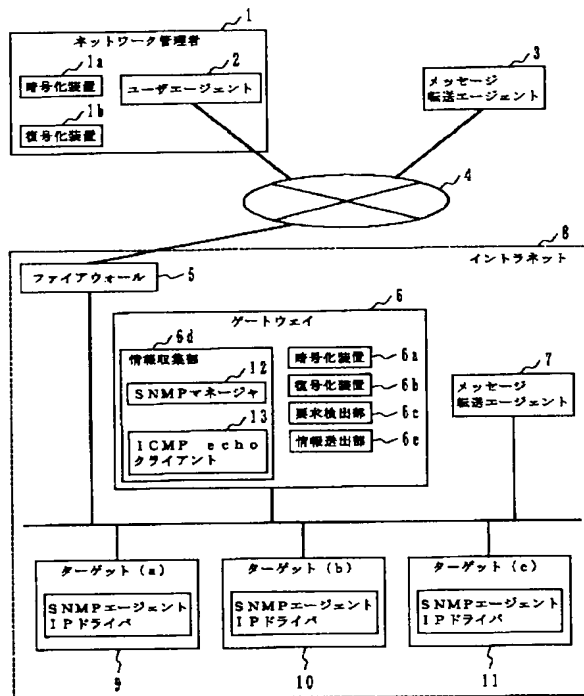 1
ネットワーク管理者
1a
暗号化装置
1b
復号化装置
2
ユーザエージェント
3
メッセージ
転送エージェント
4
8
イントラネット
ファイアウォール
5
6
ゲートウェイ
6d
情報収集部
12
SNMPマネージャ
13
ICMP echo
クライアント
暗号化装置
6a
復号化装置
6b
要求検出部
6c
情報送出部
6e
7
メッセージ
転送エージェント
ターゲット(a)
SNMPエージェント
IPドライバ
9
ターゲット(b)
SNMPエージェント
IPドライバ
10
ターゲット(c)
SNMPエージェント
IPドライバ
11